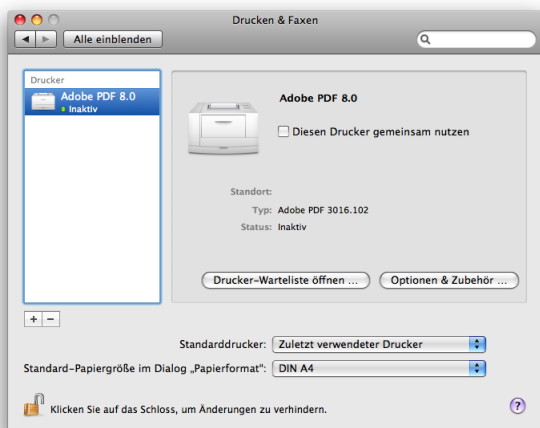 Drucken & Faxen
Alle einblenden
Drucker
Adobe PDF 8.0
Inaktiv
Adobe PDF 8.0
Diesen Drucker gemeinsam nutzen
Standort:
Typ: Adobe PDF 3016.102
Status: Inaktiv
Drucker-Warteliste öffnen ...
Optionen & Zubehör ...
+ −
Standarddrucker: Zuletzt verwendeter Drucker
Standard-Papiergröße im Dialog „Papierformat“: DIN A4
Klicken Sie auf das Schloss, um Änderungen zu verhindern.
?